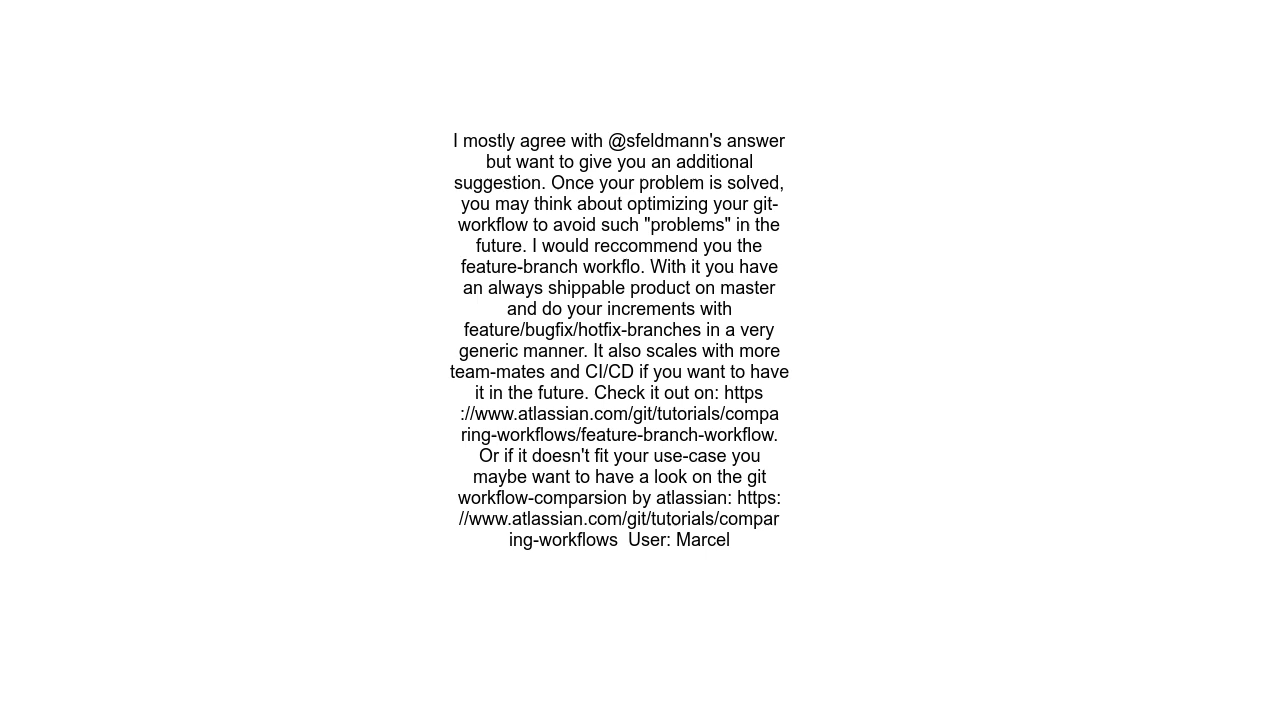 I mostly agree with @sfeldmann's answer
but want to give you an additional
suggestion. Once your problem is solved,
you may think about optimizing your git-
workflow to avoid such "problems" in the
future. I would reccommend you the
feature-branch workflo. With it you have
an always shippable product on master
and do your increments with
feature/bugfix/hotfix-branches in a very
generic manner. It also scales with more
team-mates and CI/CD if you want to have
it in the future. Check it out on: https
://www.atlassian.com/git/tutorials/compa
ring-workflows/feature-branch-workflow.
Or if it doesn't fit your use-case you
maybe want to have a look on the git
workflow-comparsion by atlassian: https:
//www.atlassian.com/git/tutorials/compar
ing-workflows  User: Marcel